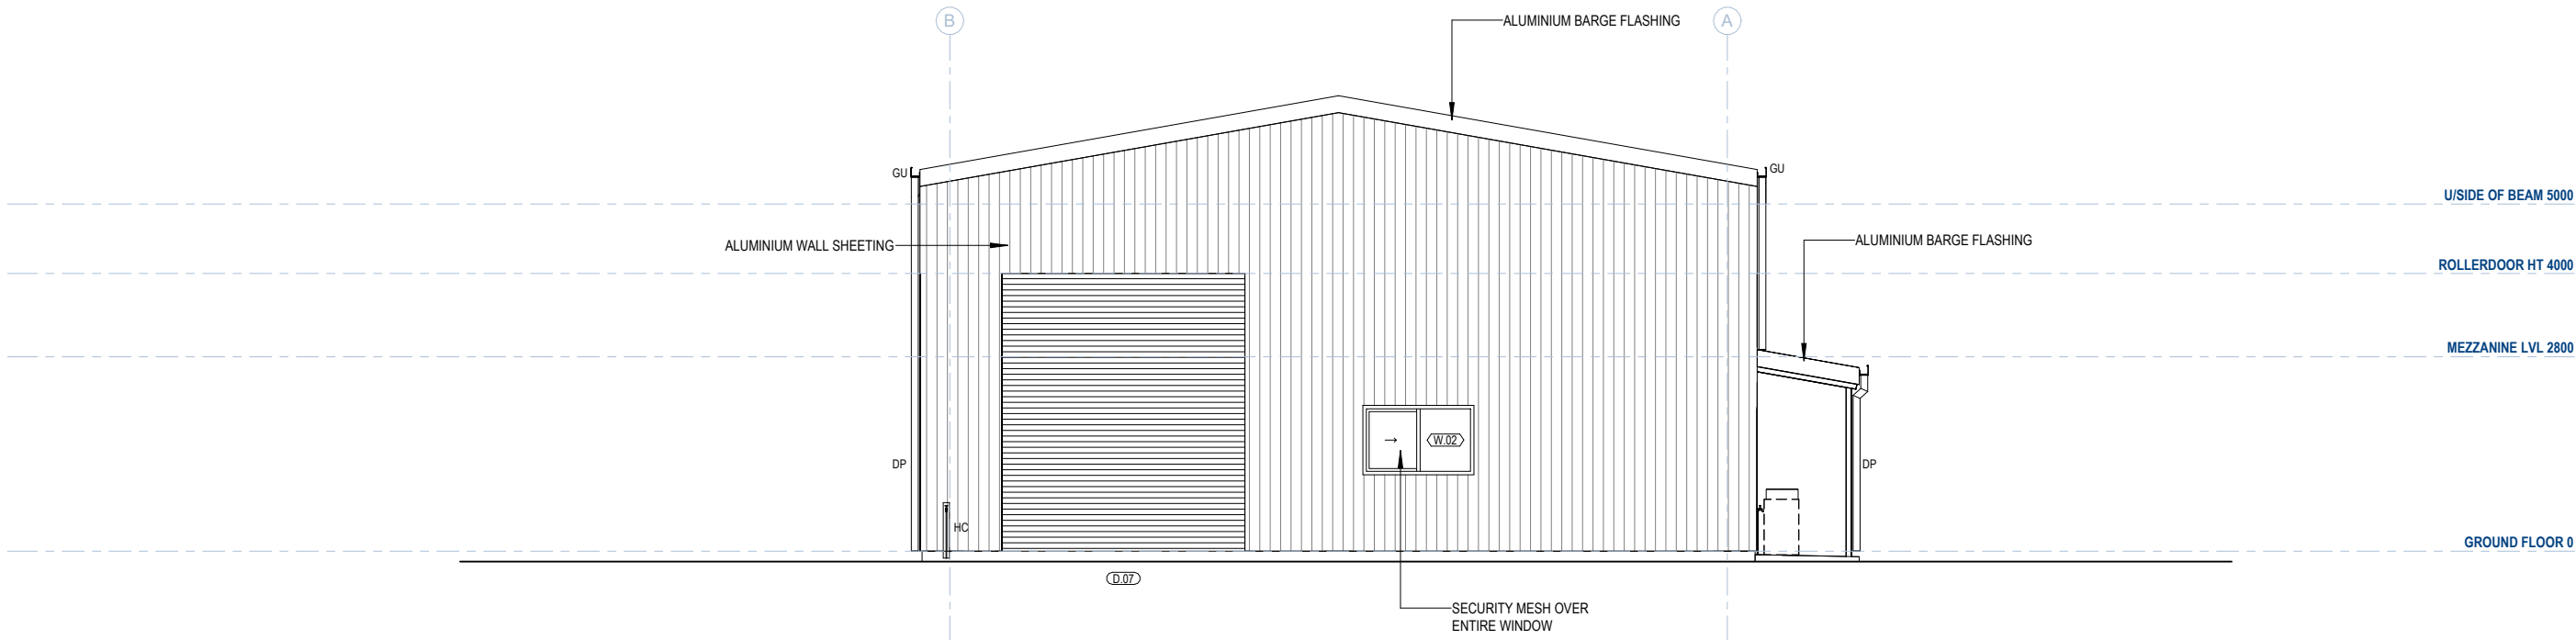 B
A
ALUMINIUM BARGE FLASHING
GU
GU
U/SIDE OF BEAM 5000
ALUMINIUM WALL SHEETING
ALUMINIUM BARGE FLASHING
ROLLERDOOR HT 4000
MEZZANINE LVL 2800
W.02
DP
DP
HC
GROUND FLOOR 0
D.07
SECURITY MESH OVER
ENTIRE WINDOW